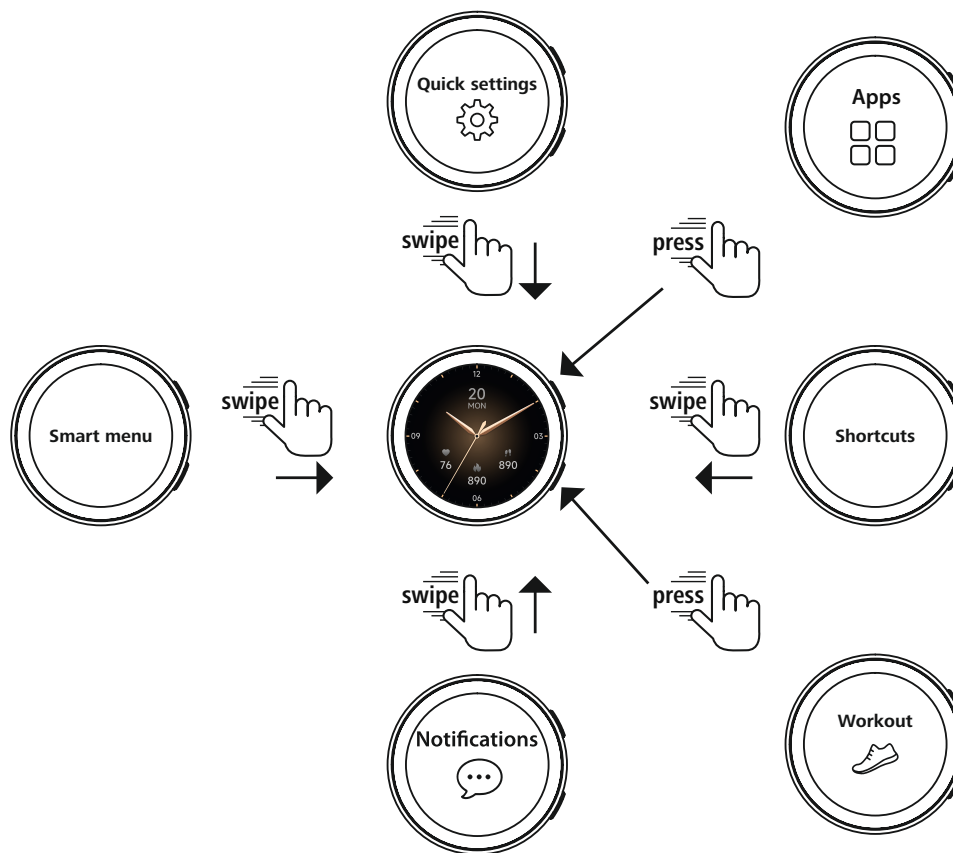 Quick settings
Apps
swipe
press
12
20
MON
09
03
76
890
890
06
swipe
Smart menu
swipe
Shortcuts
swipe
press
Notifications
Workout